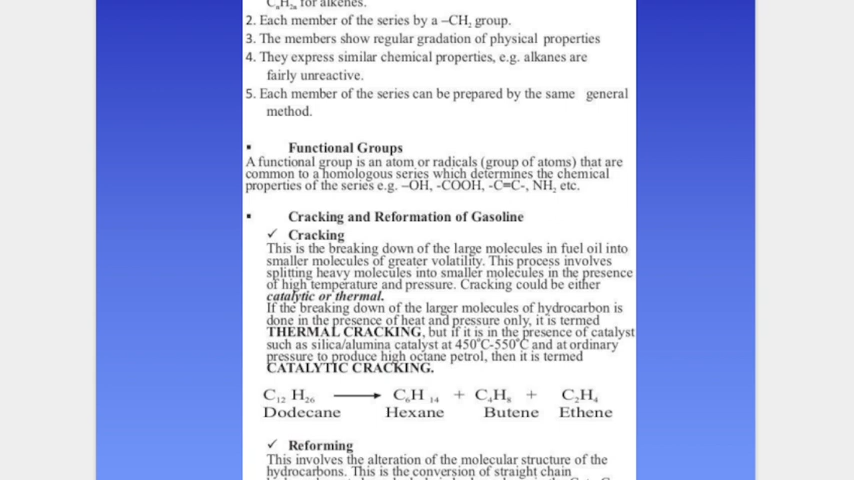 CₙH₂ₙ for alkenes.
2. Each member of the series by a –CH₂ group.
3. The members show regular gradation of physical properties
4. They express similar chemical properties, e.g. alkanes are
fairly unreactive.
5. Each member of the series can be prepared by the same general
method.
▪ Functional Groups
A functional group is an atom or radicals (group of atoms) that are
common to a homologous series which determines the chemical
properties of the series e.g. –OH, -COOH, -C=C-, NH₂ etc.
▪ Cracking and Reformation of Gasoline
✓ Cracking
This is the breaking down of the large molecules in fuel oil into
smaller molecules of greater volatility. This process involves
splitting heavy molecules into smaller molecules in the presence
of high temperature and pressure. Cracking could be either
catalytic or thermal.
If the breaking down of the larger molecules of hydrocarbon is
done in the presence of heat and pressure only, it is termed
THERMAL CRACKING, but if it is in the presence of catalyst
such as silica/alumina catalyst at 450°C-550°C and at ordinary
pressure to produce high octane petrol, then it is termed
CATALYTIC CRACKING.
C₁₂ H₂₆ ⟶ C₆H ₁₄ + C₄H₈ + C₂H₄
Dodecane Hexane Butene Ethene
✓ Reforming
This involves the alteration of the molecular structure of the
hydrocarbons. This is the conversion of straight chain